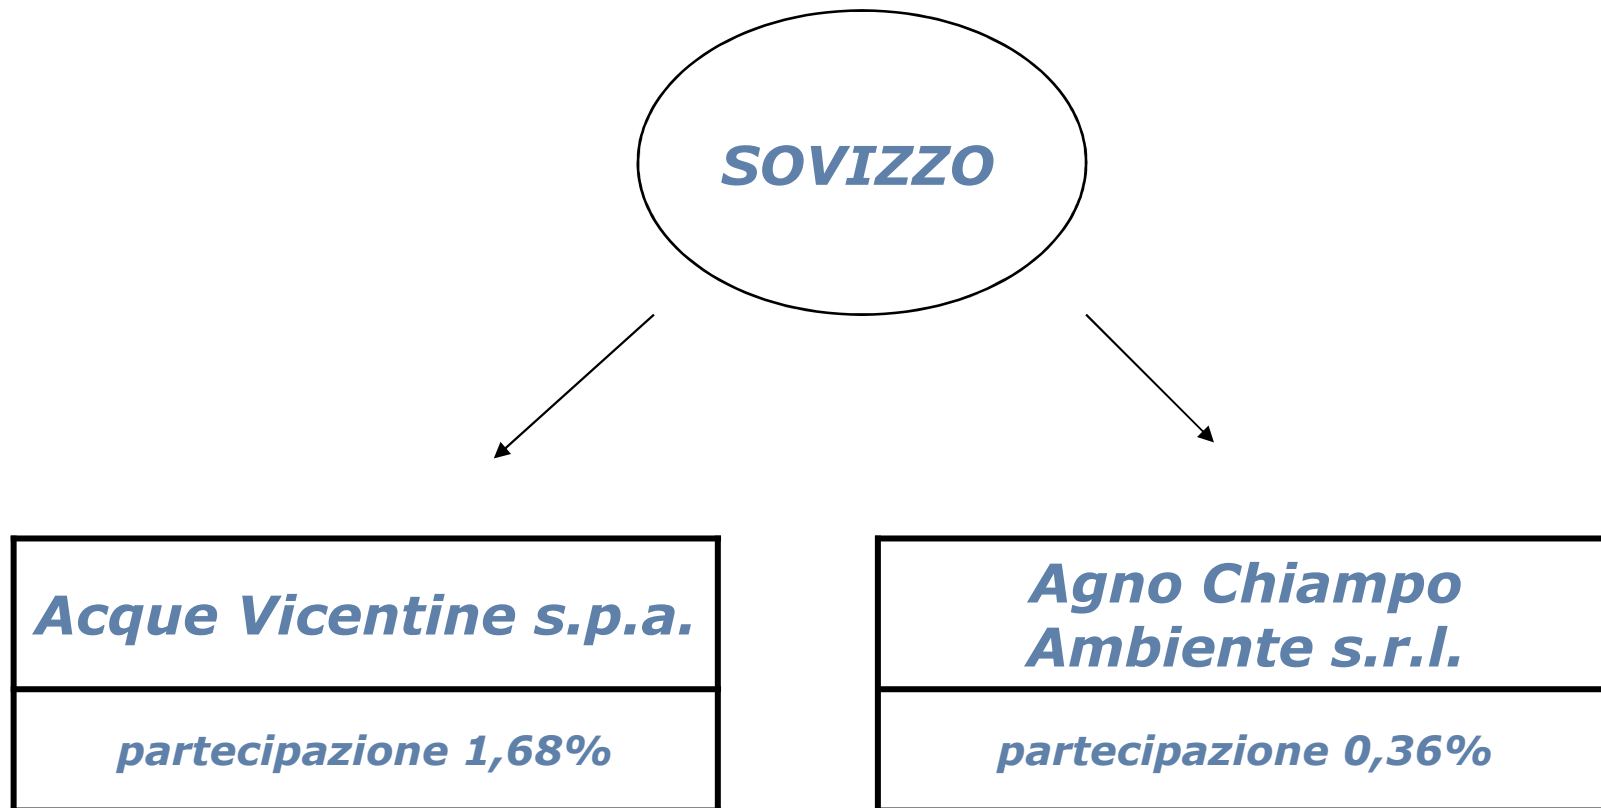 SOVIZZO
Acque Vicentine s.p.a.
partecipazione 1,68%
Agno Chiampo
Ambiente s.r.l.
partecipazione 0,36%